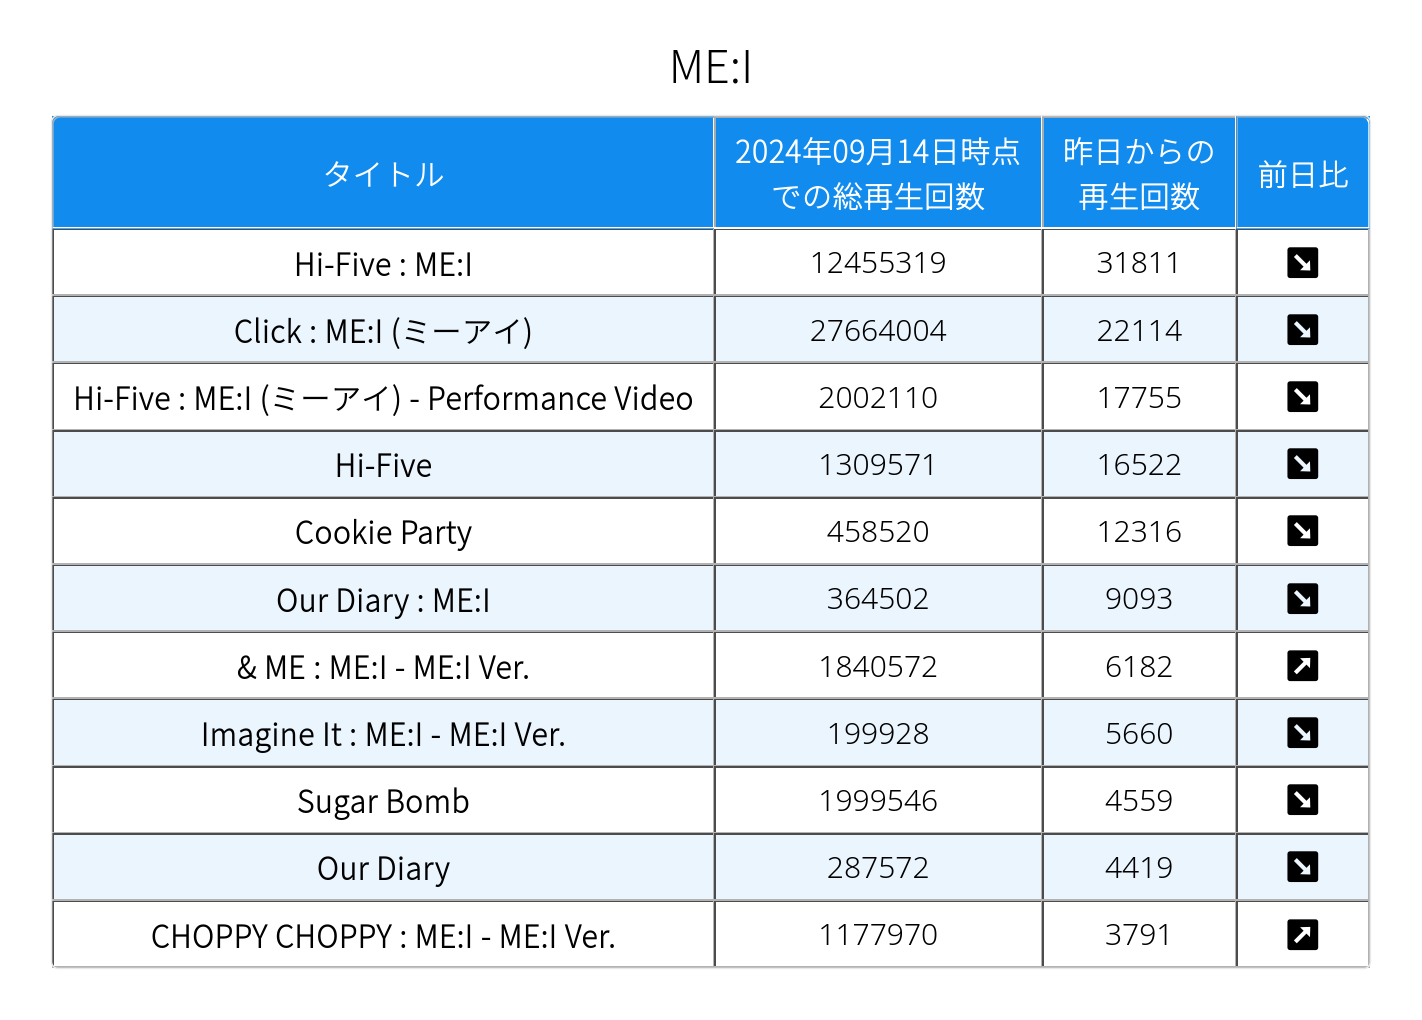 ME:I
タイトル
2024年09月14日時点
での総再生回数
昨日からの
再生回数
前日比
Hi-Five : ME:I 12455319 31811 ↘
Click : ME:I (ミーアイ) 27664004 22114 ↘
Hi-Five : ME:I (ミーアイ) - Performance Video 2002110 17755 ↘
Hi-Five 1309571 16522 ↘
Cookie Party 458520 12316 ↘
Our Diary : ME:I 364502 9093 ↘
& ME : ME:I - ME:I Ver. 1840572 6182 ↗
Imagine It : ME:I - ME:I Ver. 199928 5660 ↘
Sugar Bomb 1999546 4559 ↘
Our Diary 287572 4419 ↘
CHOPPY CHOPPY : ME:I - ME:I Ver. 1177970 3791 ↗